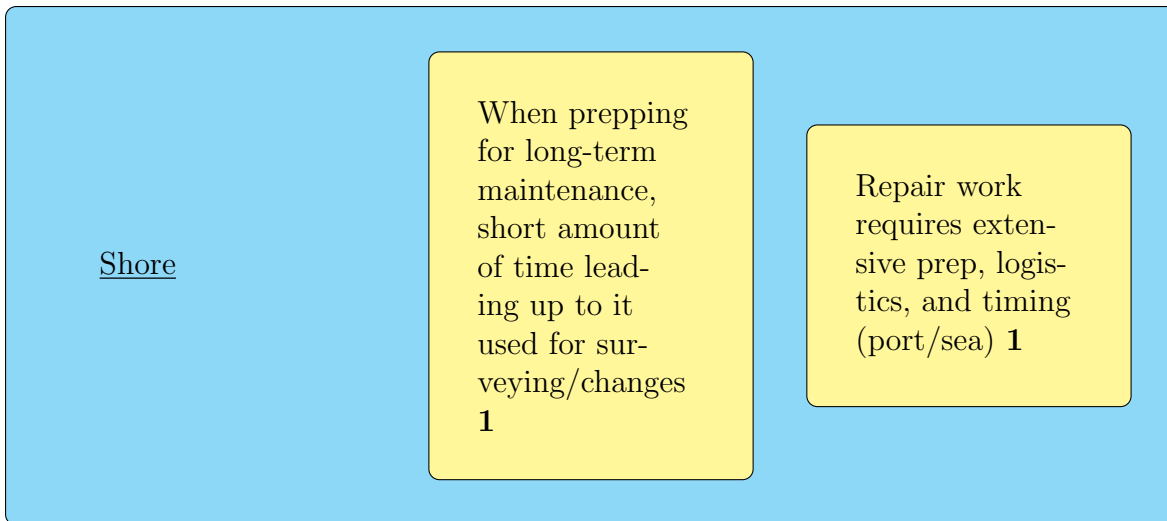 Shore
When prepping
for long-term
maintenance,
short amount
of time lead-
ing up to it
used for sur-
veying/changes
1
Repair work
requires exten-
sive prep, logis-
tics, and timing
(port/sea) 1